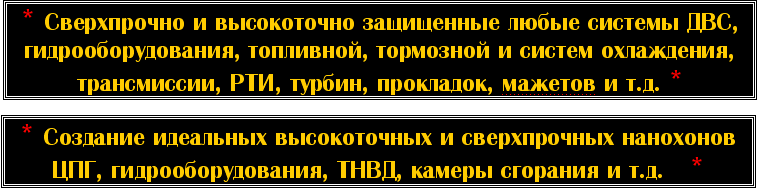 * Сверхпрочно и высокоточно защищенные любые системы ДВС,
гидрооборудования, топливной, тормозной и систем охлаждения,
трансмиссии, РТИ, турбин, прокладок, мажетов и т.д. *
* Создание идеальных высокоточных и сверхпрочных нанохонов
ЦПГ, гидрооборудования, ТНВД, камеры сгорания и т.д. *